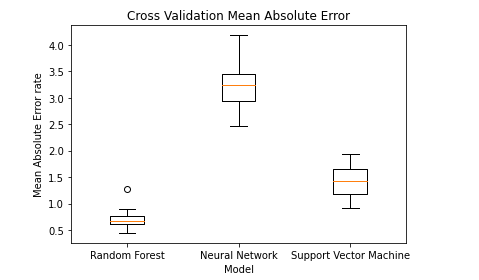 Cross Validation Mean Absolute Error
Mean Absolute Error rate
4.0
3.5
3.0
2.5
2.0
1.5
1.0
0.5
Random Forest Neural Network Support Vector Machine
Model